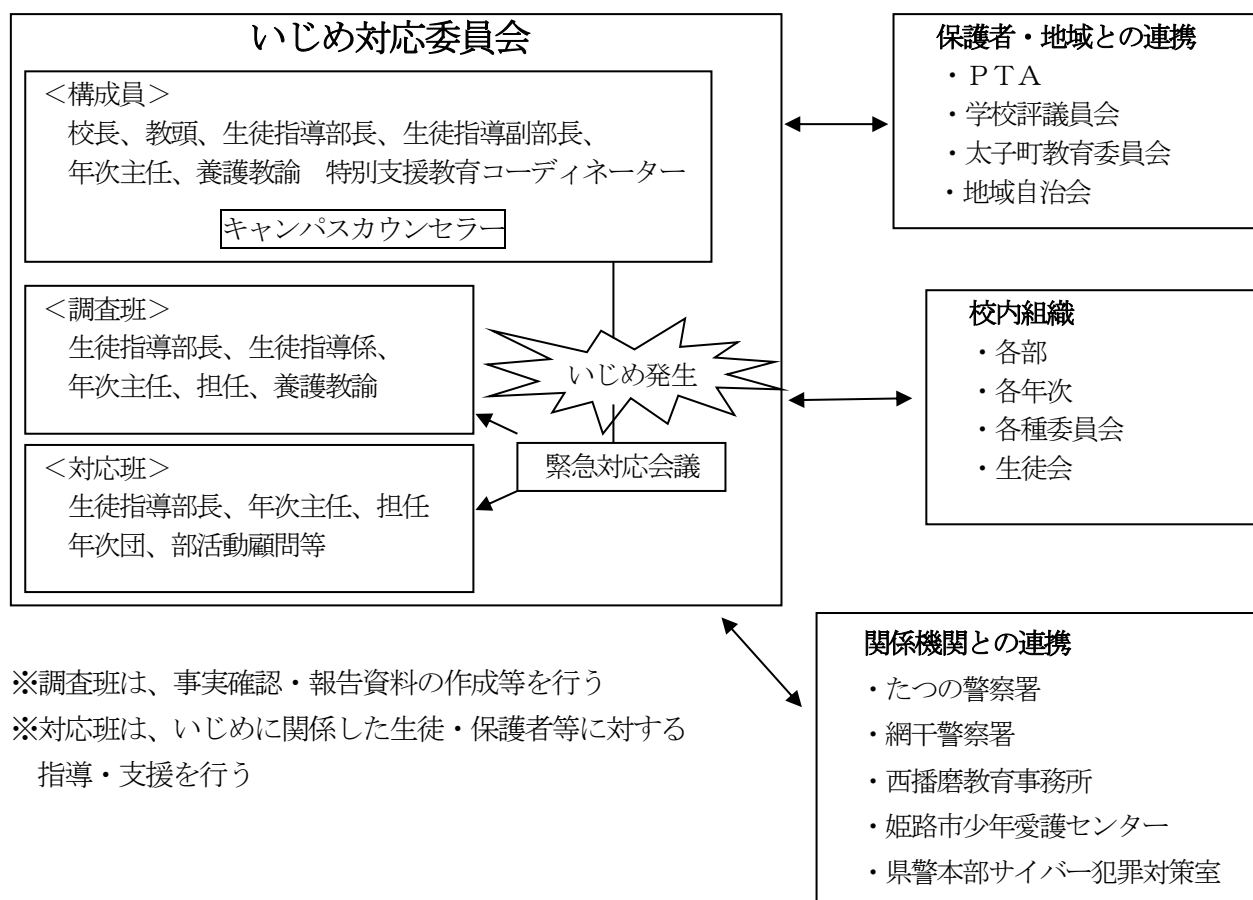 いじめ対応委員会
＜構成員＞
校長、教頭、生徒指導部長、生徒指導副部長、
年次主任、養護教諭　特別支援教育コーディネーター
キャンパスカウンセラー
＜調査班＞
生徒指導部長、生徒指導係、
年次主任、担任、養護教諭
いじめ発生
緊急対応会議
＜対応班＞
生徒指導部長、年次主任、担任
年次団、部活動顧問等
保護者・地域との連携
・ＰＴＡ
・学校評議員会
・太子町教育委員会
・地域自治会
校内組織
・各部
・各年次
・各種委員会
・生徒会
関係機関との連携
・たつの警察署
・網干警察署
・西播磨教育事務所
・姫路市少年愛護センター
・県警本部サイバー犯罪対策室
※調査班は、事実確認・報告資料の作成等を行う
※対応班は、いじめに関係した生徒・保護者等に対する
指導・支援を行う